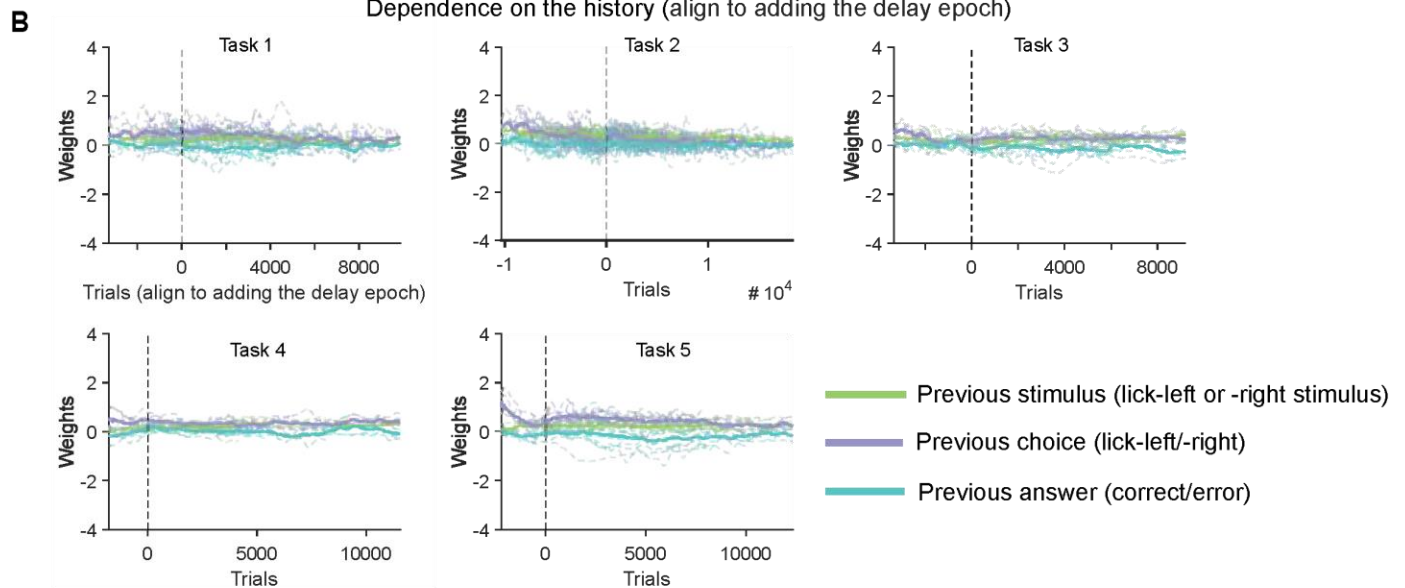 B
Dependence on the history (align to adding the delay epoch)
Task 1
4
2
0
-2
-4
Weights
0 4000 8000
Trials (align to adding the delay epoch)
Task 2
4
2
0
-2
-4
Weights
-1 0 1
Trials # 10⁴
Task 3
4
2
0
-2
-4
Weights
0 4000 8000
Trials
Task 4
4
2
0
-2
-4
Weights
0 5000 10000
Trials
Task 5
4
2
0
-2
-4
Weights
0 5000 10000
Trials
Previous stimulus (lick-left or -right stimulus)
Previous choice (lick-left/-right)
Previous answer (correct/error)